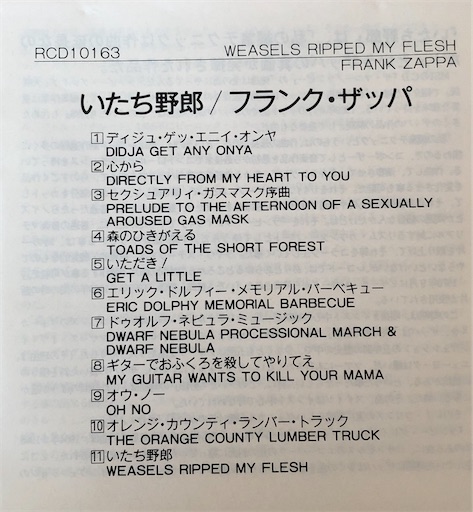 RCD10163
WEASELS RIPPED MY FLESH
FRANK ZAPPA
いたち野郎/フランク・ザッパ
1 ディジュ・ゲッ・エニイ・オンヤ
DIDJA GET ANY ONYA
2 心から
DIRECTLY FROM MY HEART TO YOU
3 セクシュアリィ・ガスマスク序曲
PRELUDE TO THE AFTERNOON OF A SEXUALLY
AROUSED GAS MASK
4 森のひきがえる
TOADS OF THE SHORT FOREST
5 いただき!
GET A LITTLE
6 エリック・ドルフィー・メモリアル・バーベキュー
ERIC DOLPHY MEMORIAL BARBECUE
7 ドゥオルフ・ネビュラ・ミュージック
DWARF NEBULA PROCESSIONAL MARCH &
DWARF NEBULA
8 ギターでおふくろを殺してやりてえ
MY GUITAR WANTS TO KILL YOUR MAMA
9 オウ・ノー
OH NO
10 オレンジ・カウンティ・ランバー・トラック
THE ORANGE COUNTY LUMBER TRUCK
11 いたち野郎
WEASELS RIPPED MY FLESH